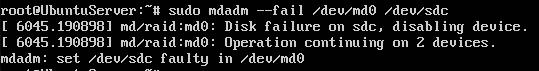 root@UbuntuServer:~# sudo mdadm --fail /dev/md0 /dev/sdc
[ 6045.190898] md/raid:md0: Disk failure on sdc, disabling device.
[ 6045.190898] md/raid:md0: Operation continuing on 2 devices.
mdadm: set /dev/sdc faulty in /dev/md0
root@UbuntuServer:~#